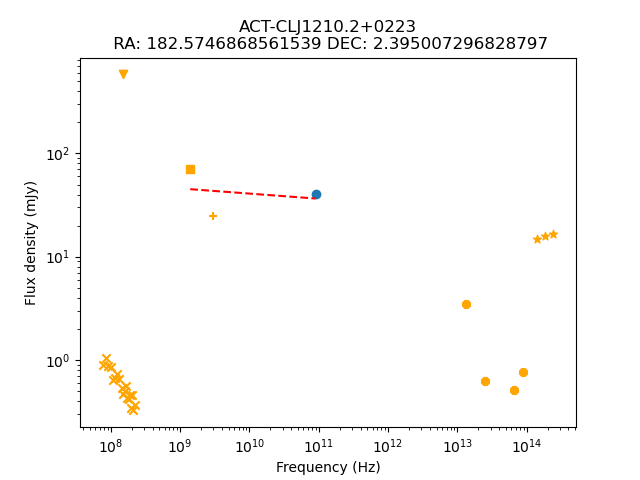 ACT-CLJ1210.2+0223
RA: 182.5746868561539 DEC: 2.395007296828797
Flux density (mJy)
10²
10¹
10⁰
10⁸ 10⁹ 10¹⁰ 10¹¹ 10¹² 10¹³ 10¹⁴
Frequency (Hz)